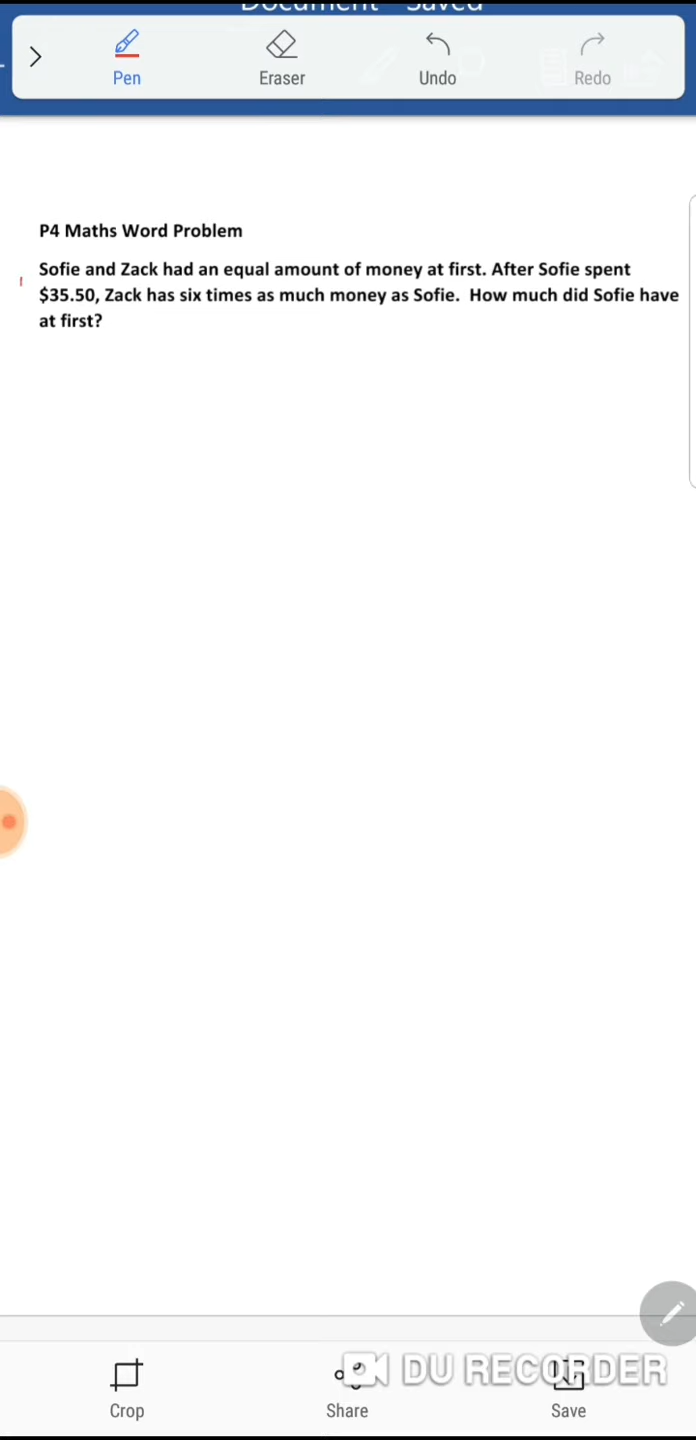 Document - Saved
Pen
Eraser
Undo
Redo
P4 Maths Word Problem
Sofie and Zack had an equal amount of money at first. After Sofie spent
$35.50, Zack has six times as much money as Sofie.  How much did Sofie have
at first?
DU RECORDER
Crop
Share
Save